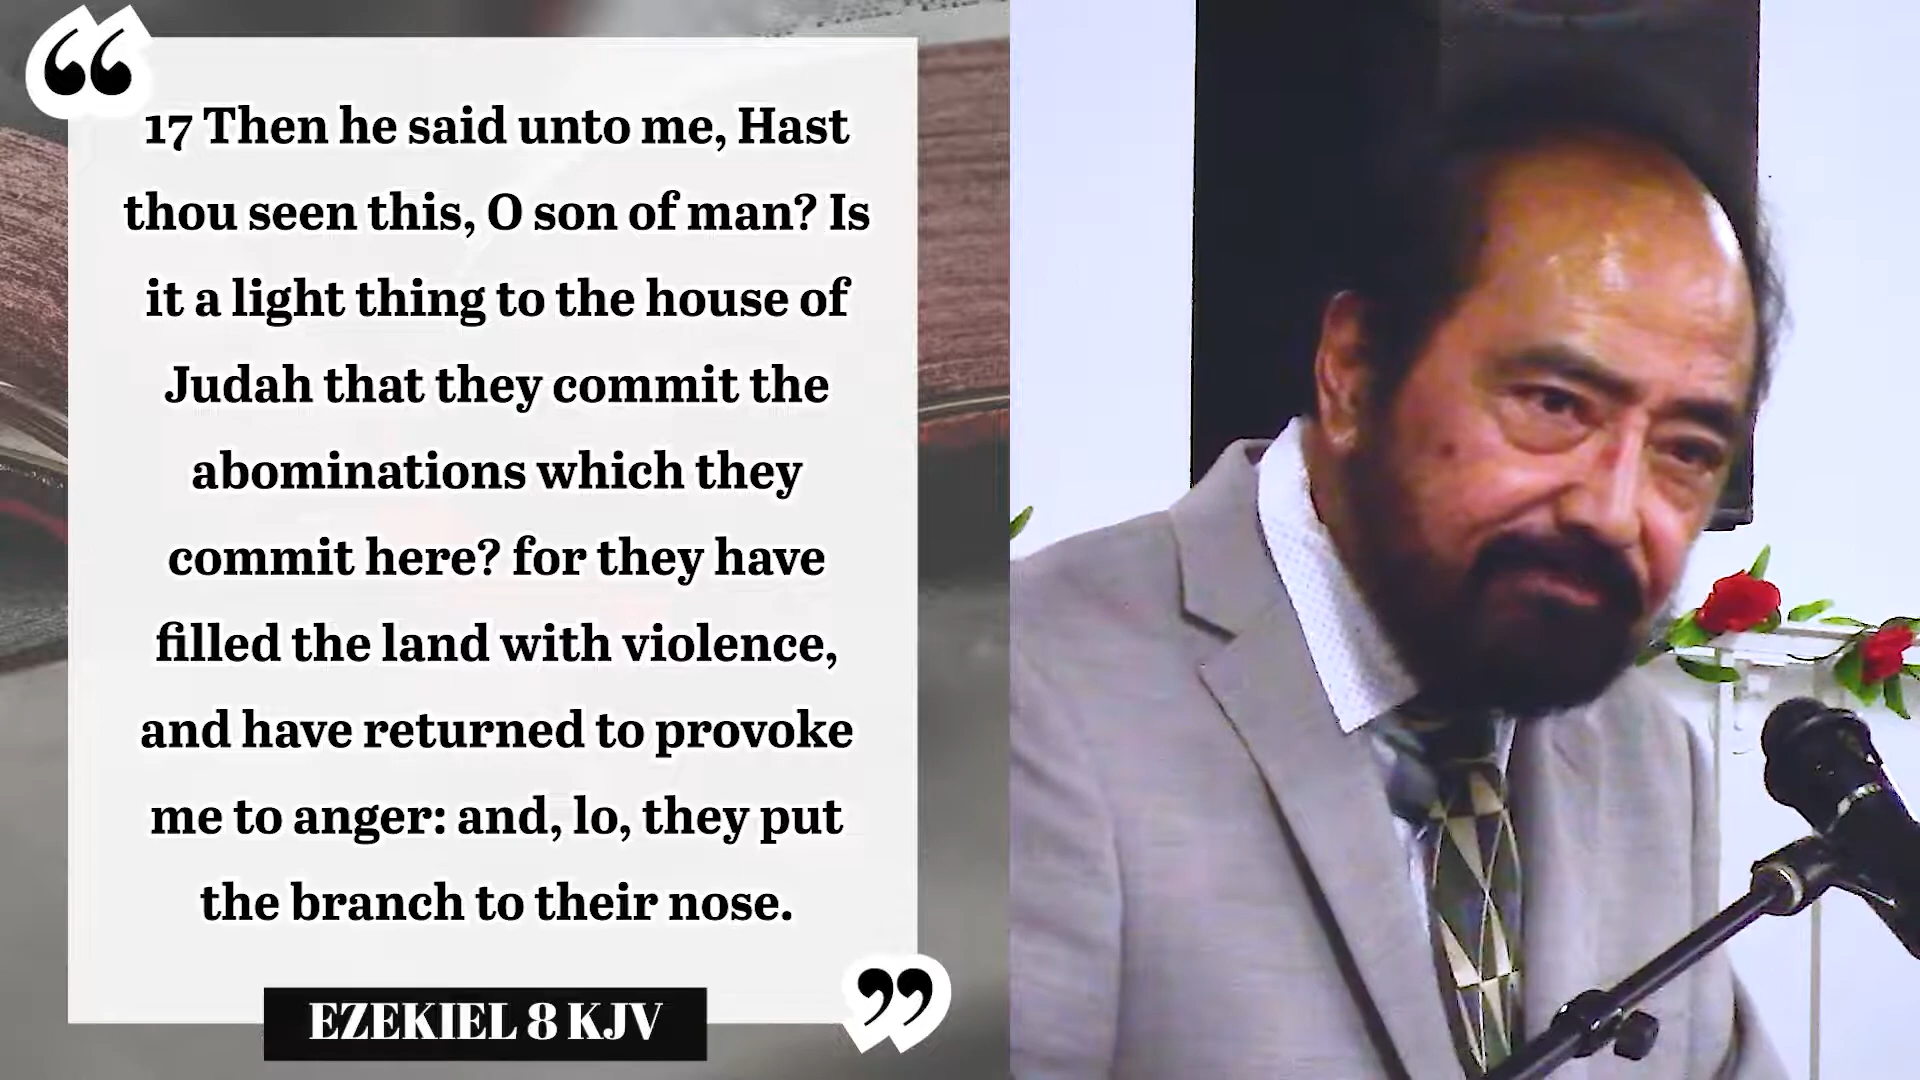 “
17 Then he said unto me, Hast
thou seen this, O son of man? Is
it a light thing to the house of
Judah that they commit the
abominations which they
commit here? for they have
filled the land with violence,
and have returned to provoke
me to anger: and, lo, they put
the branch to their nose.
”
EZEKIEL 8 KJV